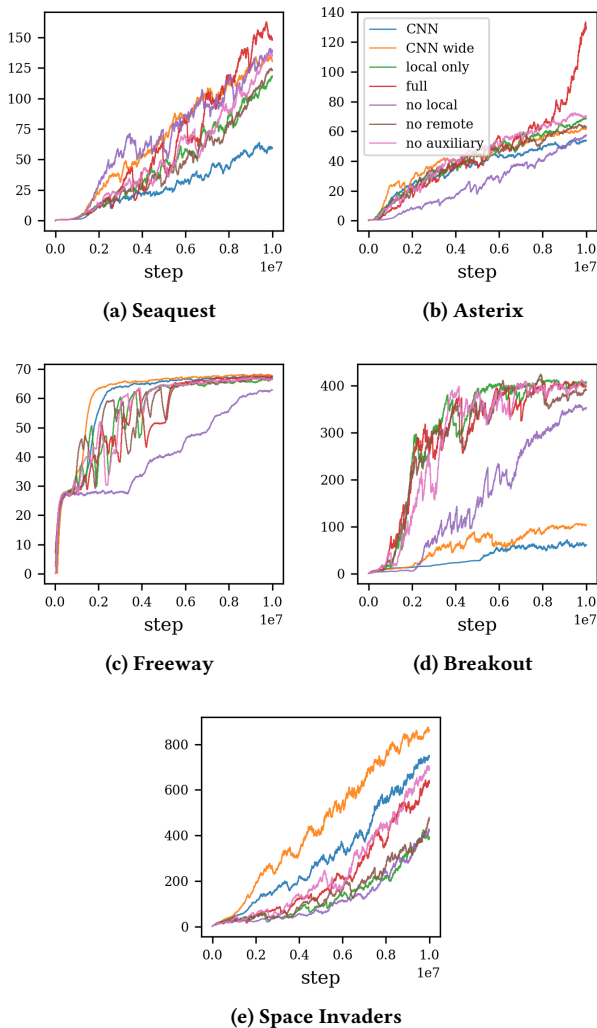 150
125
100
75
50
25
0
0.0 0.2 0.4 0.6 0.8 1.0
1e7
step
(a) Seaquest
140
120
100
80
60
40
20
0
CNN
CNN wide
local only
full
no local
no remote
no auxiliary
0.0 0.2 0.4 0.6 0.8 1.0
1e7
step
(b) Asterix
70
60
50
40
30
20
10
0
0.0 0.2 0.4 0.6 0.8 1.0
1e7
step
(c) Freeway
400
300
200
100
0
0.0 0.2 0.4 0.6 0.8 1.0
1e7
step
(d) Breakout
800
600
400
200
0
0.0 0.2 0.4 0.6 0.8 1.0
1e7
step
(e) Space Invaders